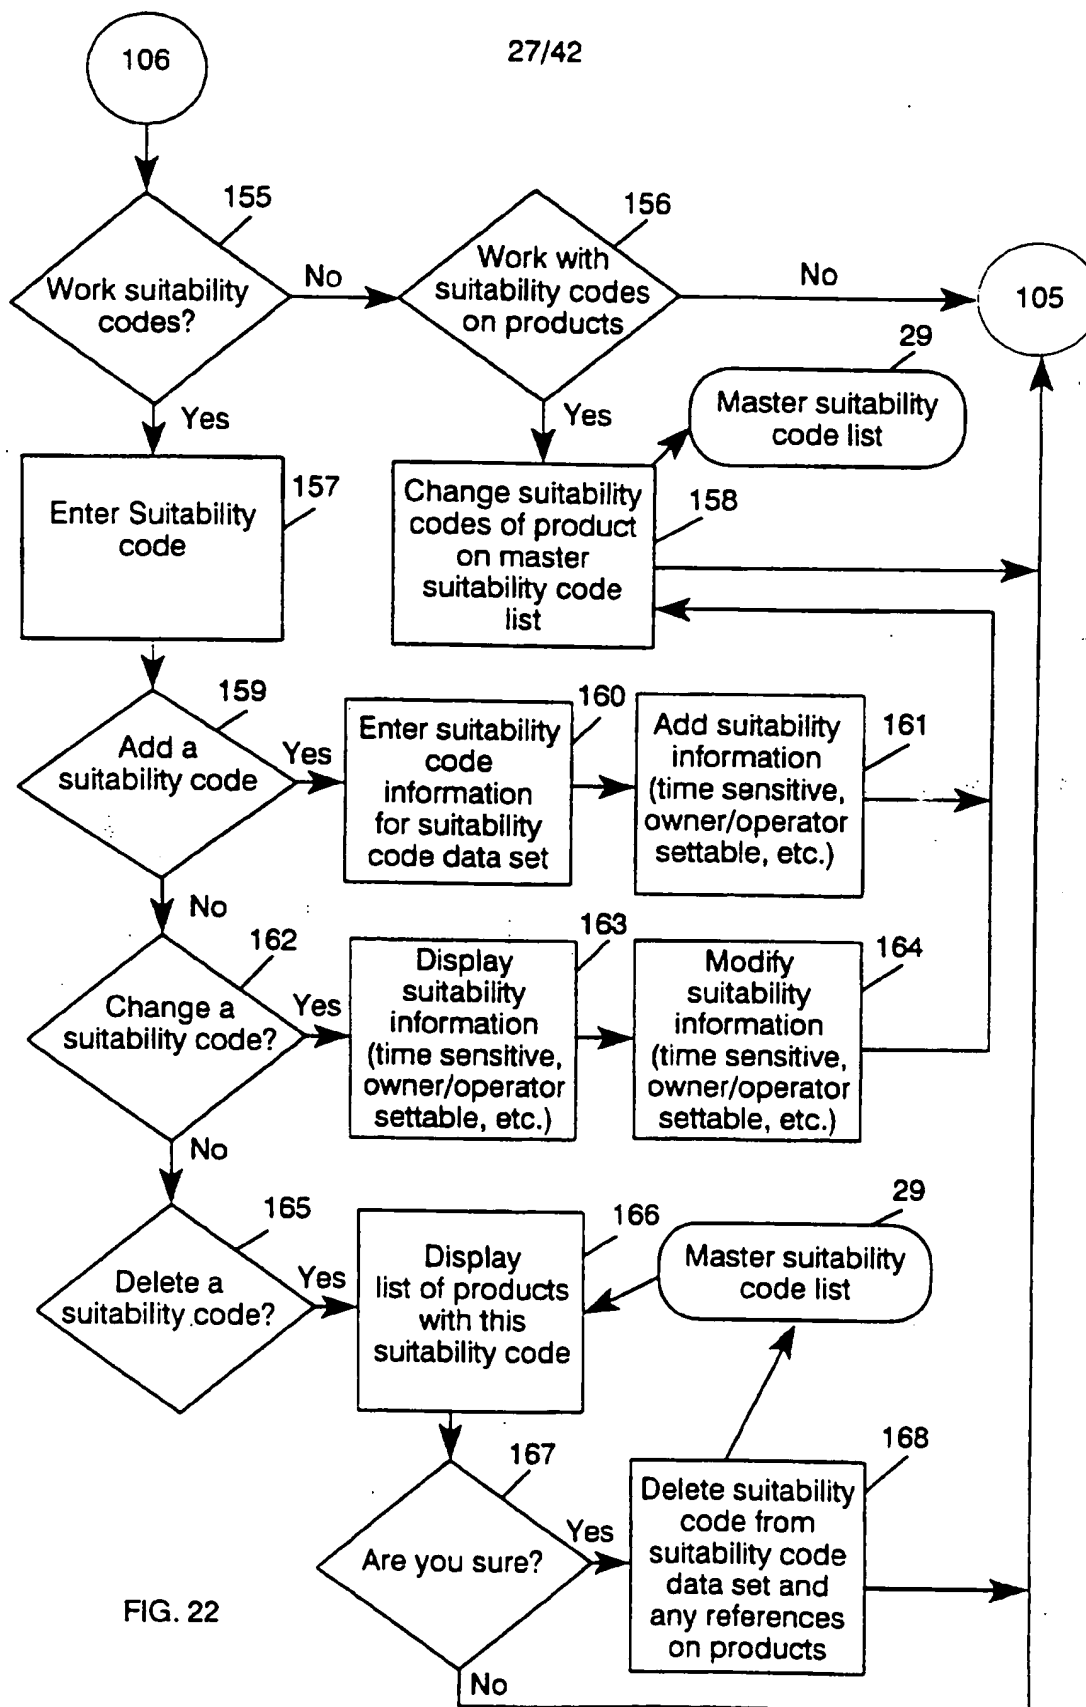 106
27/42
155
Work suitability
codes?
No
156
Work with
suitability codes
on products
No
105
Yes
Yes
29
Master suitability
code list
157
Enter Suitability
code
Change suitability
codes of product
on master
suitability code
list
158
159
Add a
suitability code
Yes
160
Enter suitability
code
information
for suitability
code data set
161
Add suitability
information
(time sensitive,
owner/operator
settable, etc.)
No
162
Change a
suitability code?
Yes
163
Display
suitability
information
(time sensitive,
owner/operator
settable, etc.)
164
Modify
suitability
information
(time sensitive,
owner/operator
settable, etc.)
No
165
Delete a
suitability code?
Yes
166
Display
list of products
with this
suitability code
29
Master suitability
code list
167
Are you sure?
Yes
168
Delete suitability
code from
suitability code
data set and
any references
on products
No
FIG. 22